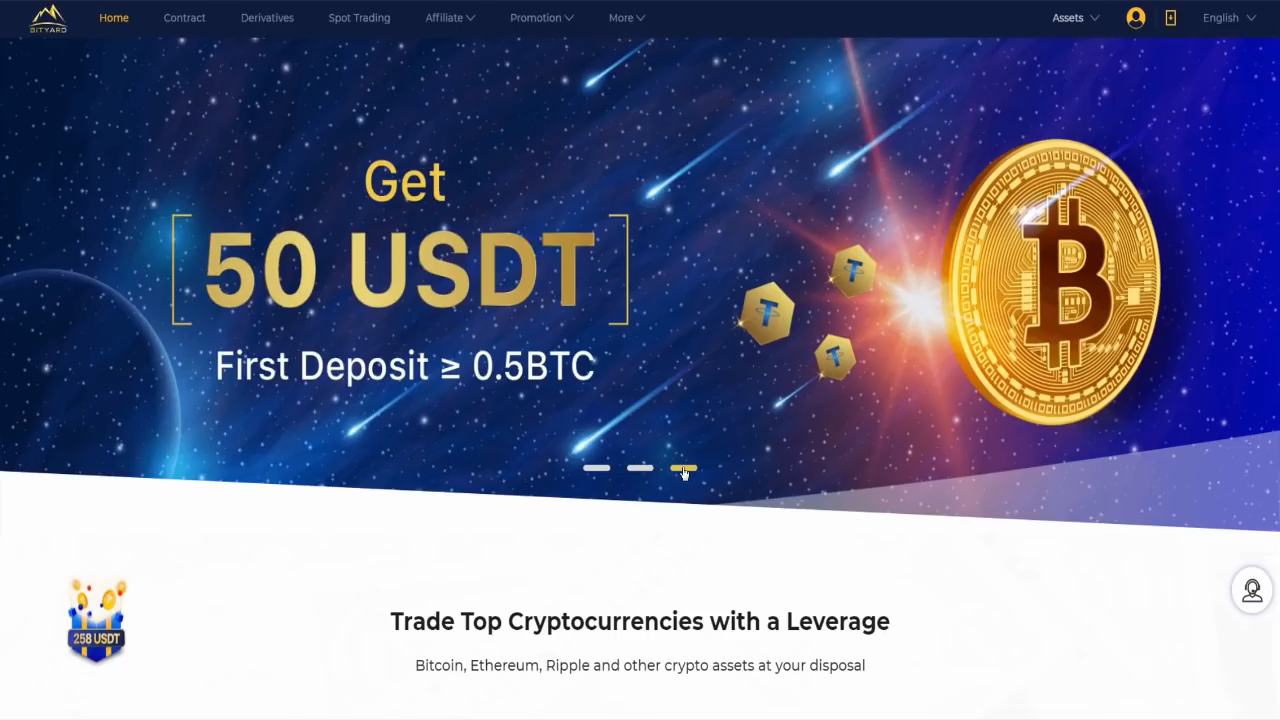 BITYARD
Home
Contract
Derivatives
Spot Trading
Affiliate
Promotion
More
Assets
English
Get
50 USDT
First Deposit ≥ 0.5BTC
258 USDT
Trade Top Cryptocurrencies with a Leverage
Bitcoin, Ethereum, Ripple and other crypto assets at your disposal